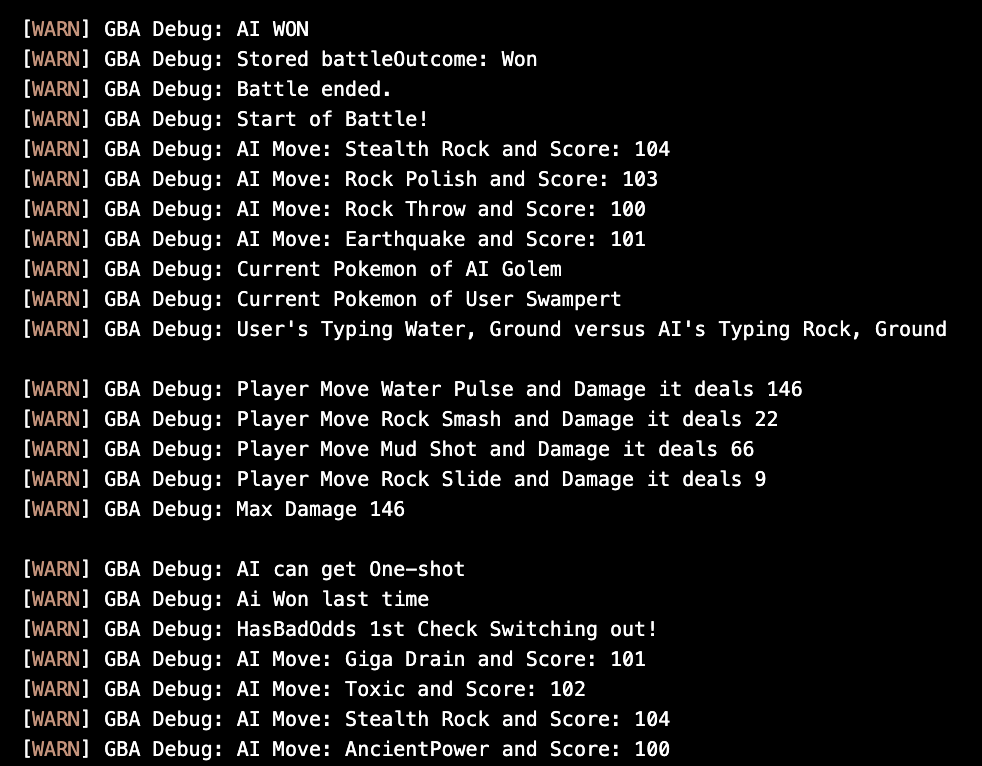 [WARN] GBA Debug: AI WON
[WARN] GBA Debug: Stored battleOutcome: Won
[WARN] GBA Debug: Battle ended.
[WARN] GBA Debug: Start of Battle!
[WARN] GBA Debug: AI Move: Stealth Rock and Score: 104
[WARN] GBA Debug: AI Move: Rock Polish and Score: 103
[WARN] GBA Debug: AI Move: Rock Throw and Score: 100
[WARN] GBA Debug: AI Move: Earthquake and Score: 101
[WARN] GBA Debug: Current Pokemon of AI Golem
[WARN] GBA Debug: Current Pokemon of User Swampert
[WARN] GBA Debug: User's Typing Water, Ground versus AI's Typing Rock, Ground
[WARN] GBA Debug: Player Move Water Pulse and Damage it deals 146
[WARN] GBA Debug: Player Move Rock Smash and Damage it deals 22
[WARN] GBA Debug: Player Move Mud Shot and Damage it deals 66
[WARN] GBA Debug: Player Move Rock Slide and Damage it deals 9
[WARN] GBA Debug: Max Damage 146
[WARN] GBA Debug: AI can get One-shot
[WARN] GBA Debug: Ai Won last time
[WARN] GBA Debug: HasBadOdds 1st Check Switching out!
[WARN] GBA Debug: AI Move: Giga Drain and Score: 101
[WARN] GBA Debug: AI Move: Toxic and Score: 102
[WARN] GBA Debug: AI Move: Stealth Rock and Score: 104
[WARN] GBA Debug: AI Move: AncientPower and Score: 100